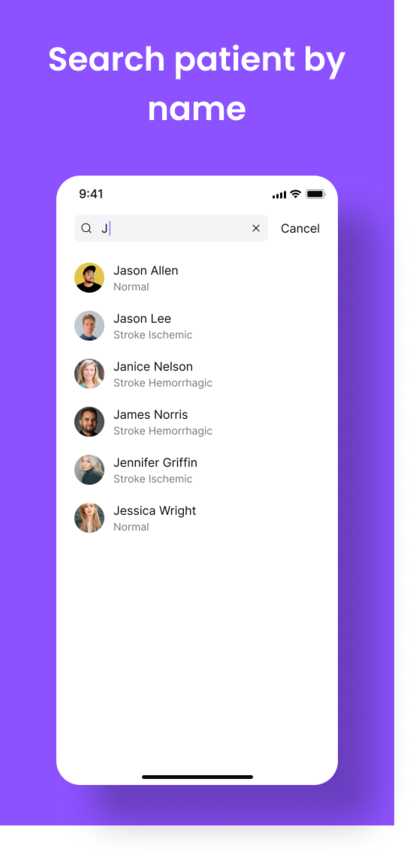 Search patient by
name
9:41
J
Cancel
Jason Allen
Normal
Jason Lee
Stroke Ischemic
Janice Nelson
Stroke Hemorrhagic
James Norris
Stroke Hemorrhagic
Jennifer Griffin
Stroke Ischemic
Jessica Wright
Normal